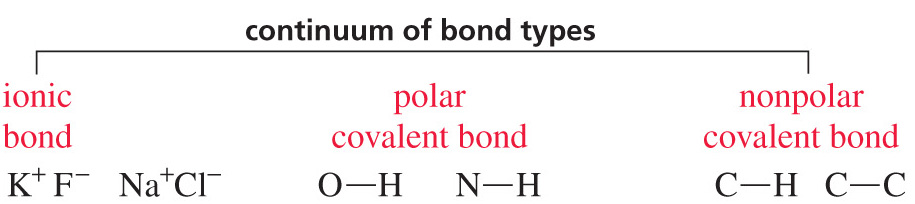 continuum of bond types
ionic polar nonpolar
bond covalent bond covalent bond
K⁺ F⁻ Na⁺Cl⁻ O—H N—H C—H C—C